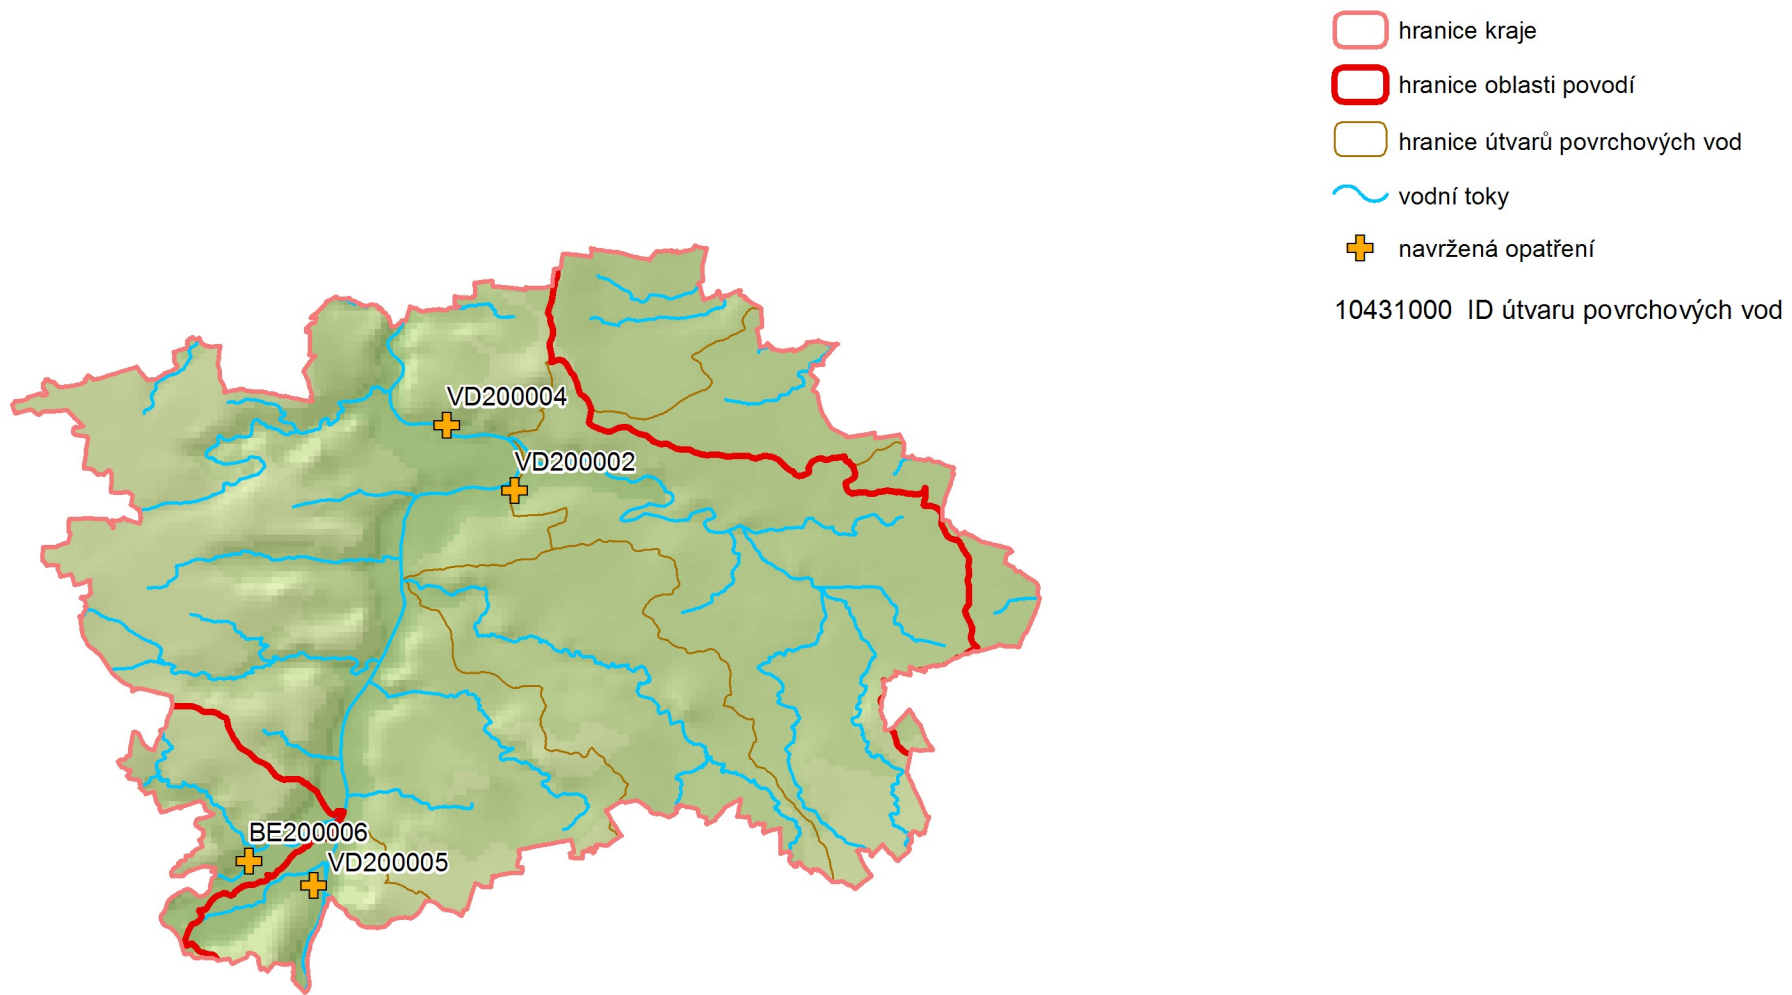 hranice kraje
hranice oblasti povodí
hranice útvarů povrchových vod
vodní toky
navržená opatření
10431000 ID útvaru povrchových vod
VD200004
VD200002
BE200006
VD200005